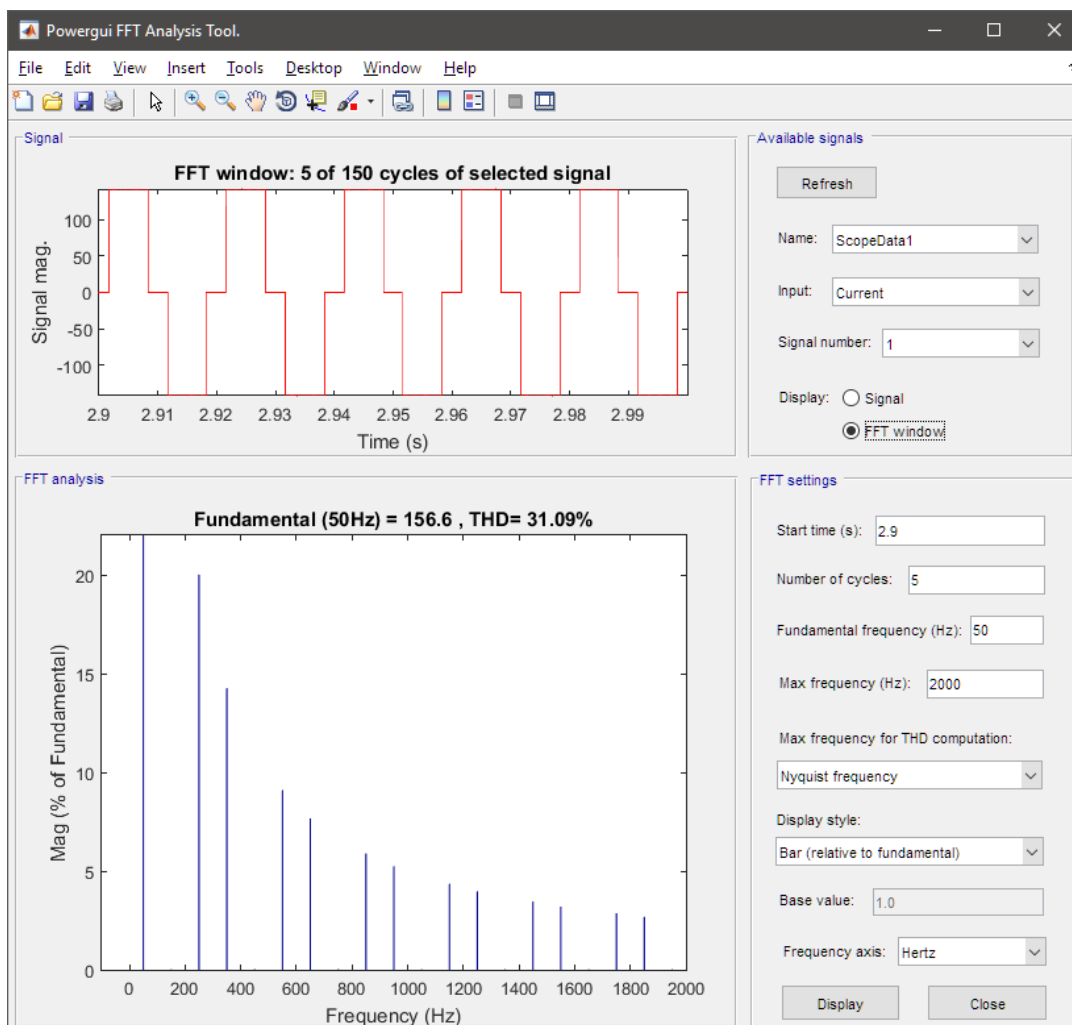 Powergui FFT Analysis Tool.
File Edit View Insert Tools Desktop Window Help
Signal
FFT window: 5 of 150 cycles of selected signal
Signal mag.
100
50
0
-50
-100
2.9 2.91 2.92 2.93 2.94 2.95 2.96 2.97 2.98 2.99
Time (s)
Available signals
Refresh
Name: ScopeData1
Input: Current
Signal number: 1
Display: Signal
FFT window
FFT analysis
Fundamental (50Hz) = 156.6 , THD= 31.09%
Mag (% of Fundamental)
20
15
10
5
0
0 200 400 600 800 1000 1200 1400 1600 1800 2000
Frequency (Hz)
FFT settings
Start time (s): 2.9
Number of cycles: 5
Fundamental frequency (Hz): 50
Max frequency (Hz): 2000
Max frequency for THD computation:
Nyquist frequency
Display style:
Bar (relative to fundamental)
Base value: 1.0
Frequency axis: Hertz
Display Close